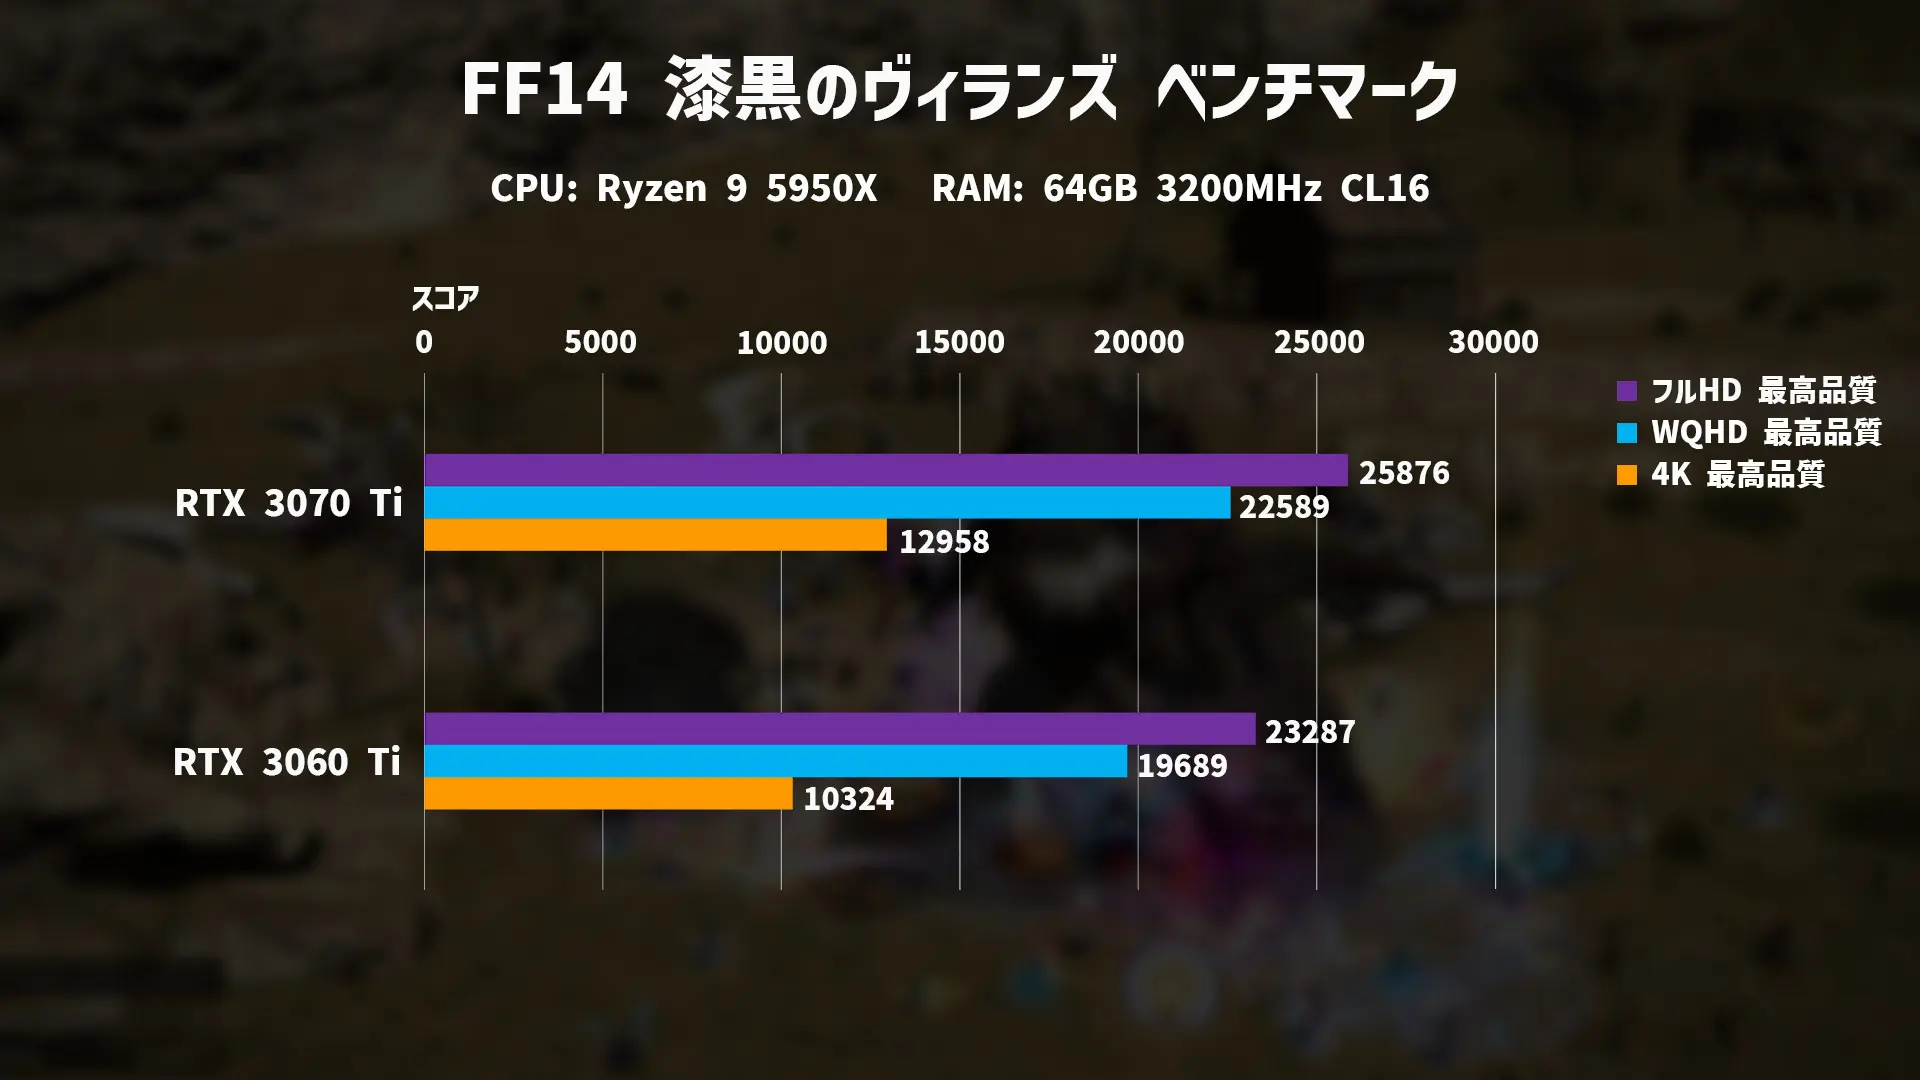 FF14 漆黒のヴィランズ ベンチマーク
CPU: Ryzen 9 5950X RAM: 64GB 3200MHz CL16
スコア
0 5000 10000 15000 20000 25000 30000
フルHD 最高品質
WQHD 最高品質
4K 最高品質
RTX 3070 Ti
25876
22589
12958
RTX 3060 Ti
23287
19689
10324